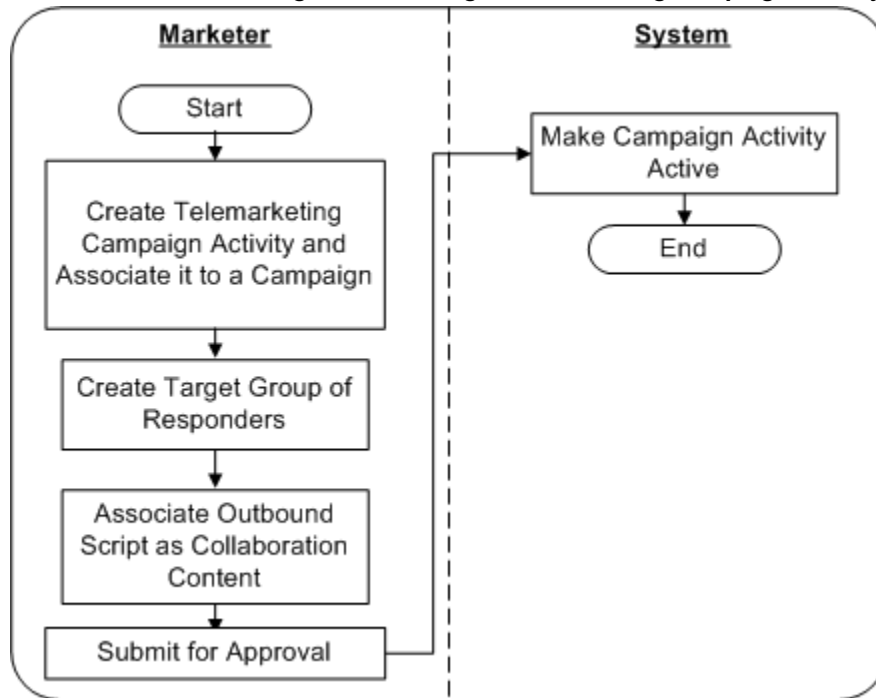 Marketer
System
Start
Create Telemarketing
Campaign Activity and
Associate it to a Campaign
Create Target Group of
Responders
Associate Outbound
Script as Collaboration
Content
Submit for Approval
Make Campaign Activity
Active
End